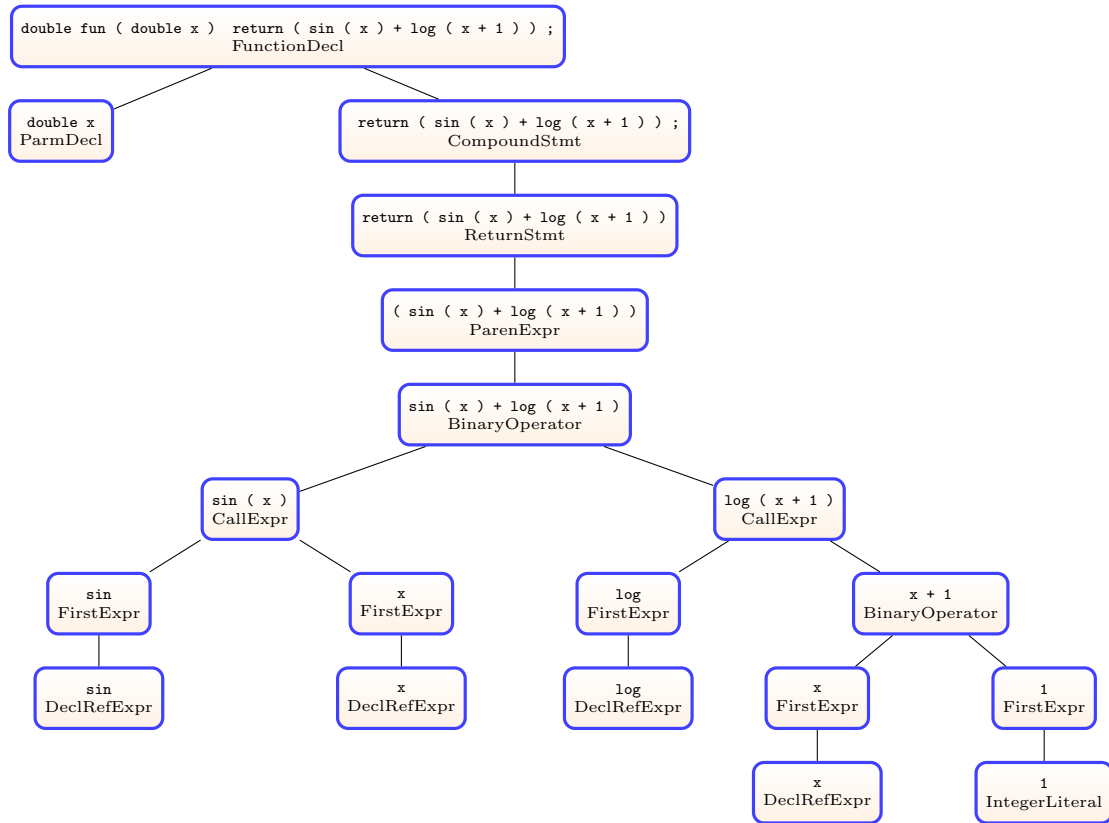 double fun ( double x )  return ( sin ( x ) + log ( x + 1 ) ) ;
FunctionDecl
double x
ParmDecl
return ( sin ( x ) + log ( x + 1 ) ) ;
CompoundStmt
return ( sin ( x ) + log ( x + 1 ) )
ReturnStmt
( sin ( x ) + log ( x + 1 ) )
ParenExpr
sin ( x ) + log ( x + 1 )
BinaryOperator
sin ( x )
CallExpr
log ( x + 1 )
CallExpr
sin
FirstExpr
x
FirstExpr
log
FirstExpr
x + 1
BinaryOperator
sin
DeclRefExpr
x
DeclRefExpr
log
DeclRefExpr
x
FirstExpr
1
FirstExpr
x
DeclRefExpr
1
IntegerLiteral